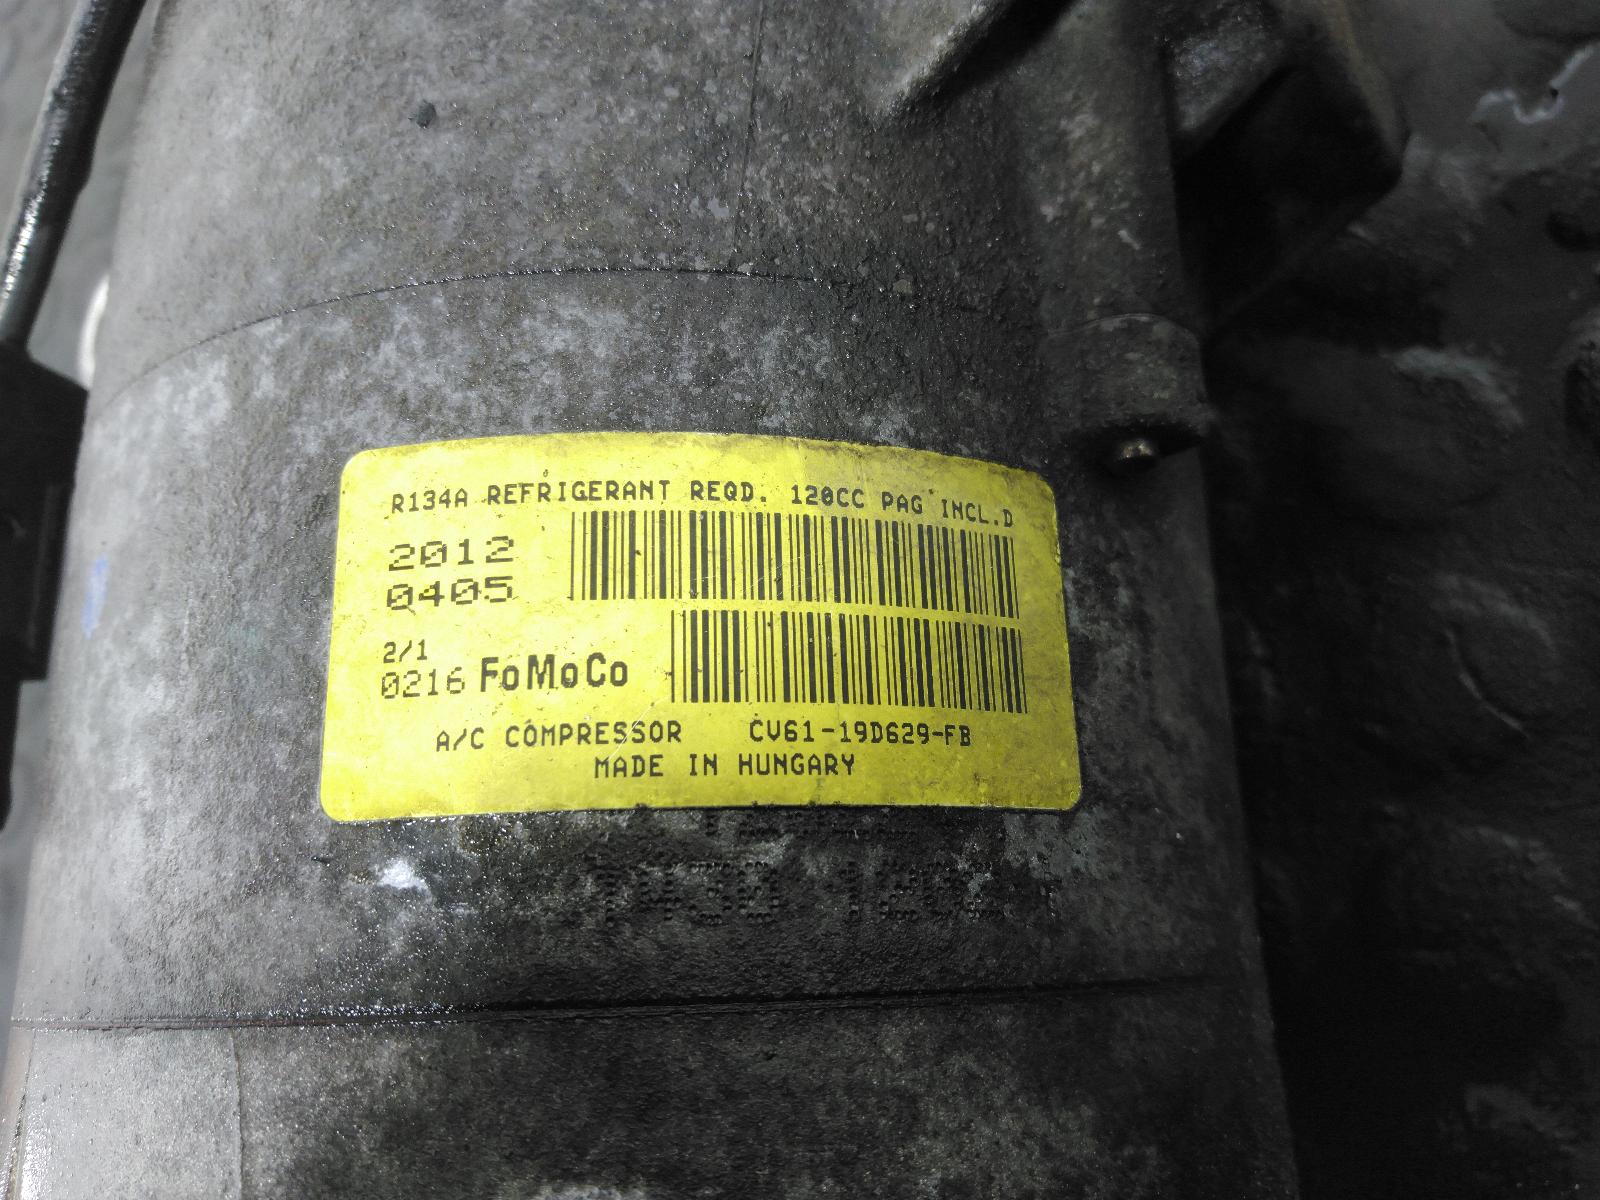 R134A REFRIGERANT REQD. 120CC PAG INCL.D
2012
0405
2/1
0216 FoMoCo
A/C COMPRESSOR CV61-19D629-FB
MADE IN HUNGARY